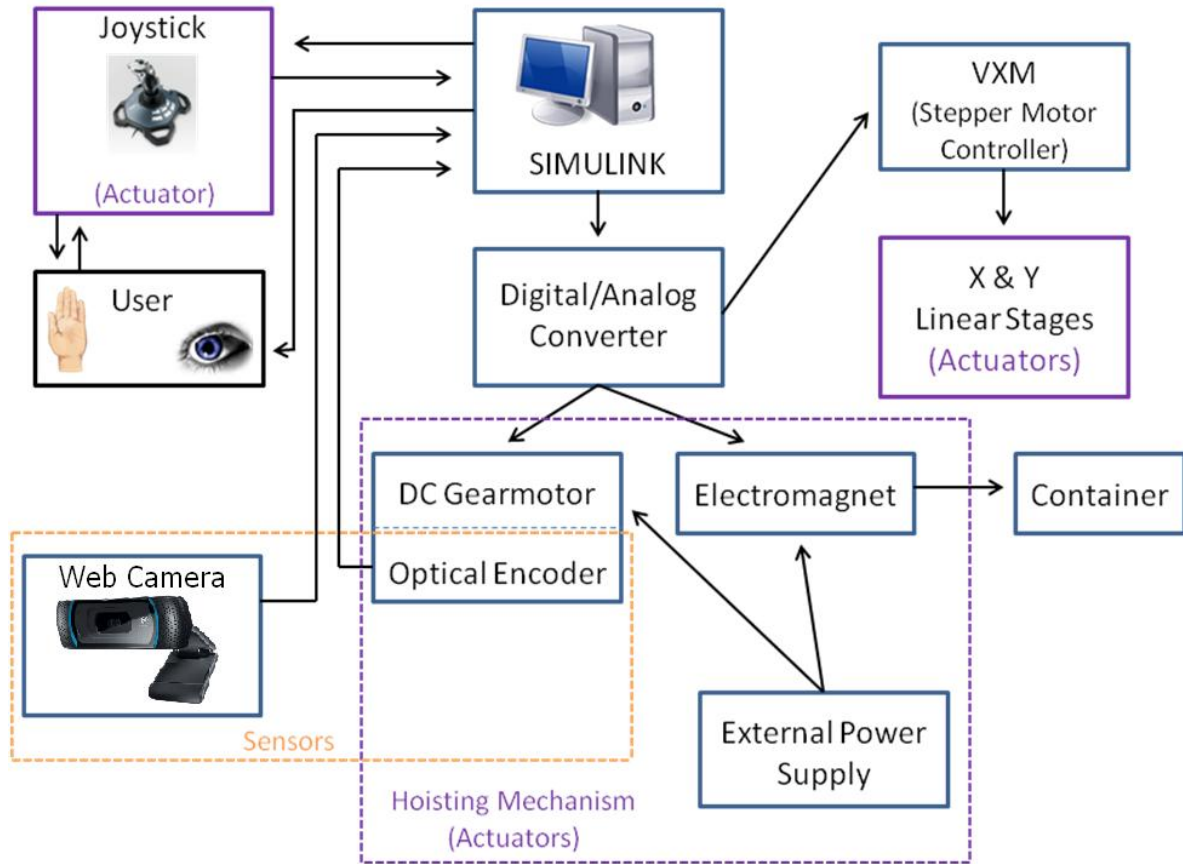 Joystick
(Actuator)
SIMULINK
VXM
(Stepper Motor
Controller)
User
Digital/Analog
Converter
X & Y
Linear Stages
(Actuators)
DC Gearmotor
Electromagnet
Container
Web Camera
Optical Encoder
Sensors
External Power
Supply
Hoisting Mechanism
(Actuators)